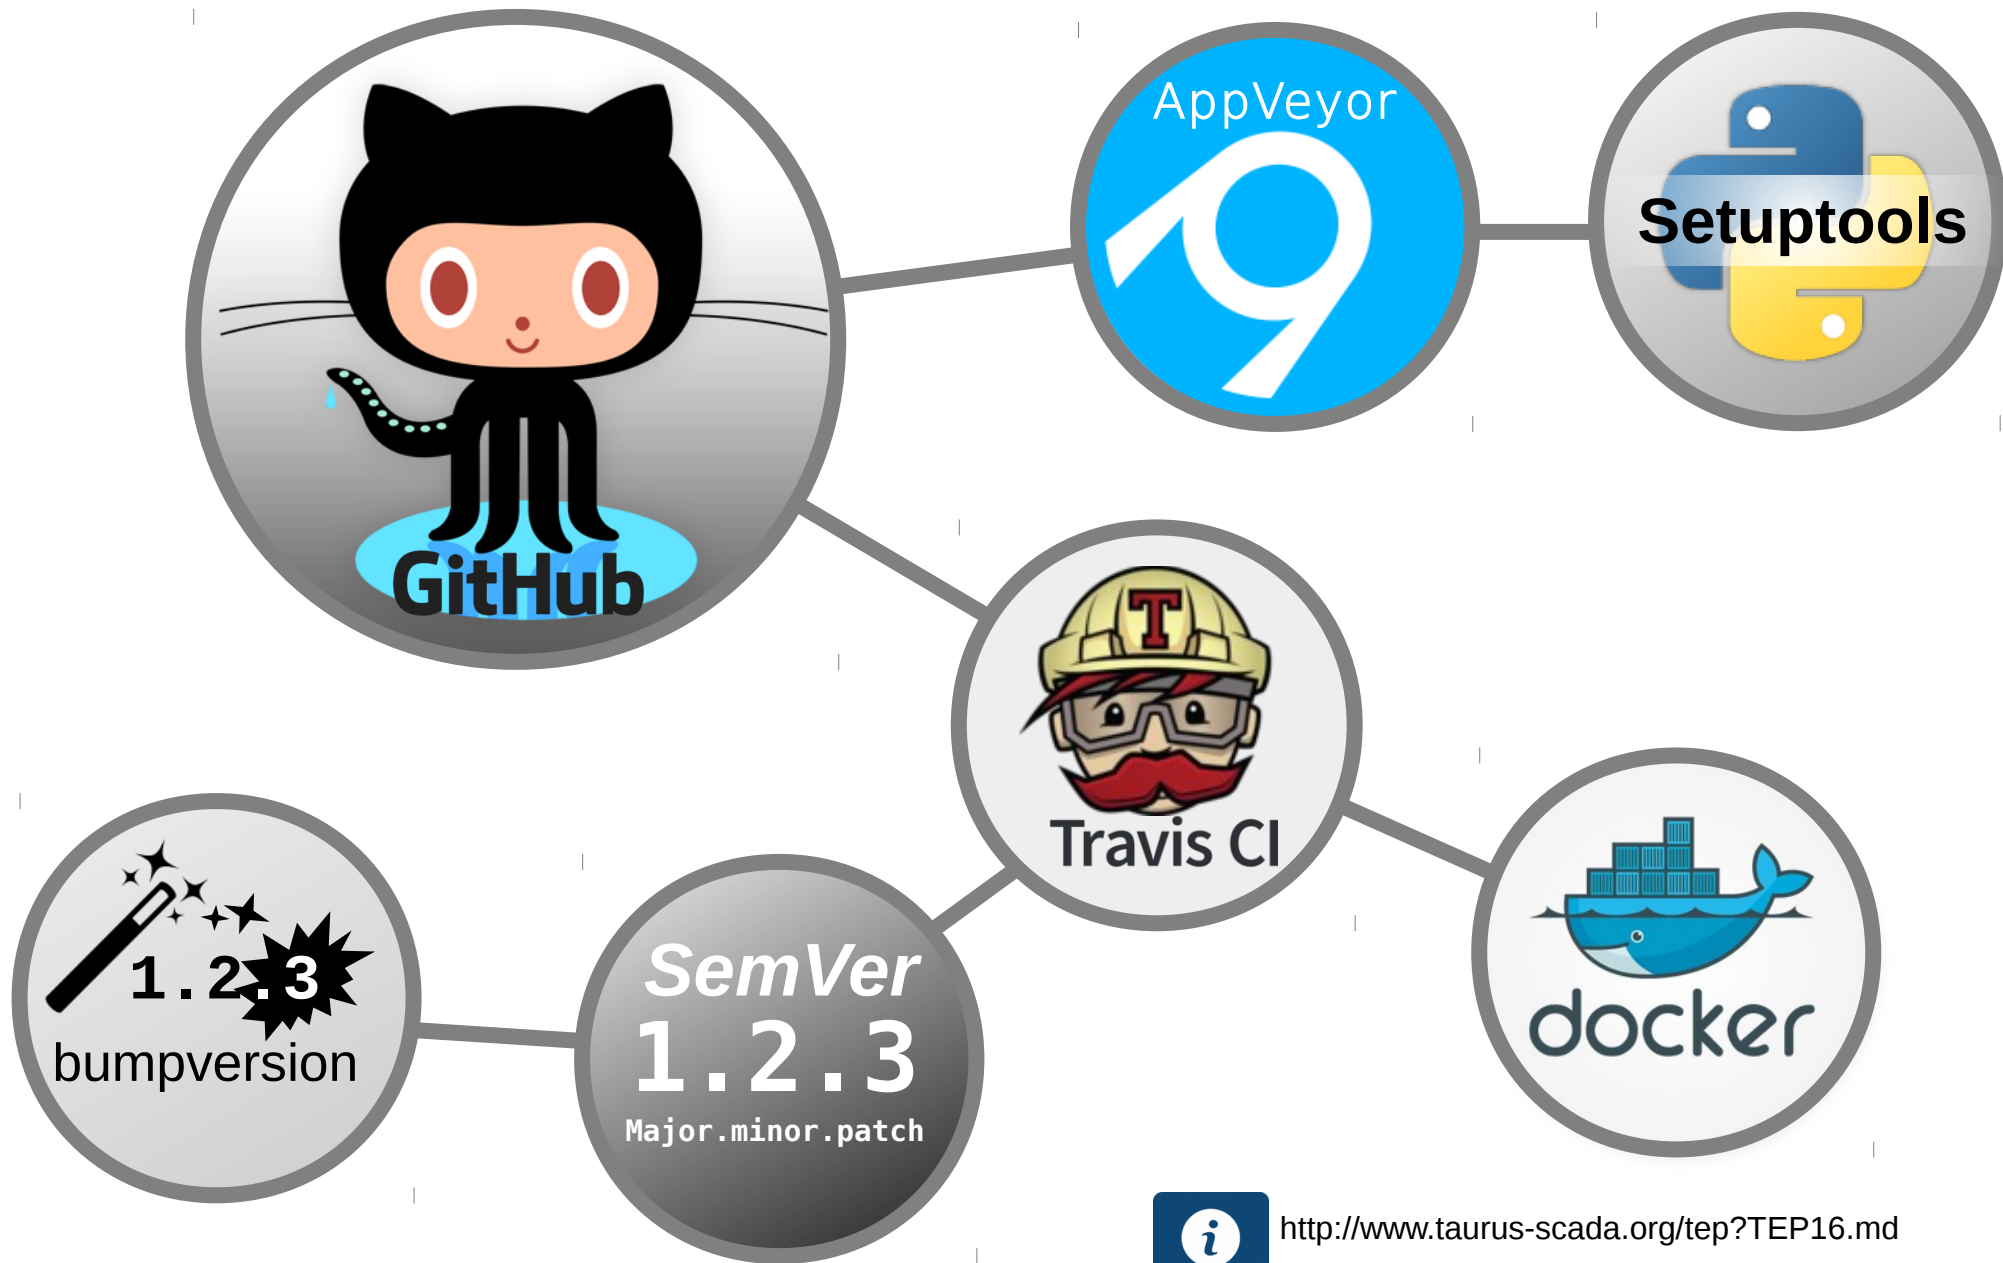 AppVeyor
Setuptools
GitHub
T
Travis CI
1.2.3
bumpversion
SemVer
1.2.3
Major.minor.patch
docker
i
http://www.taurus-scada.org/tep?TEP16.md